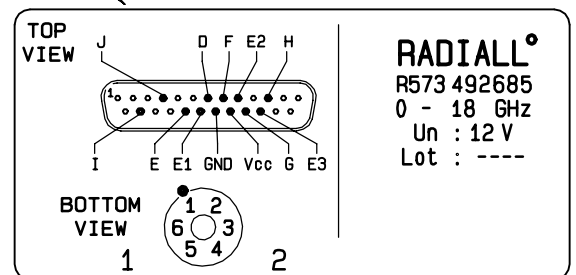 TOP
VIEW
J D F E2 H
1
I E E1 GND Vcc G E3
BOTTOM
VIEW
1 2
6 3
5 4
1 2
RADIALL°
R573 492685
0 - 18 GHz
Un : 12 V
Lot : ----